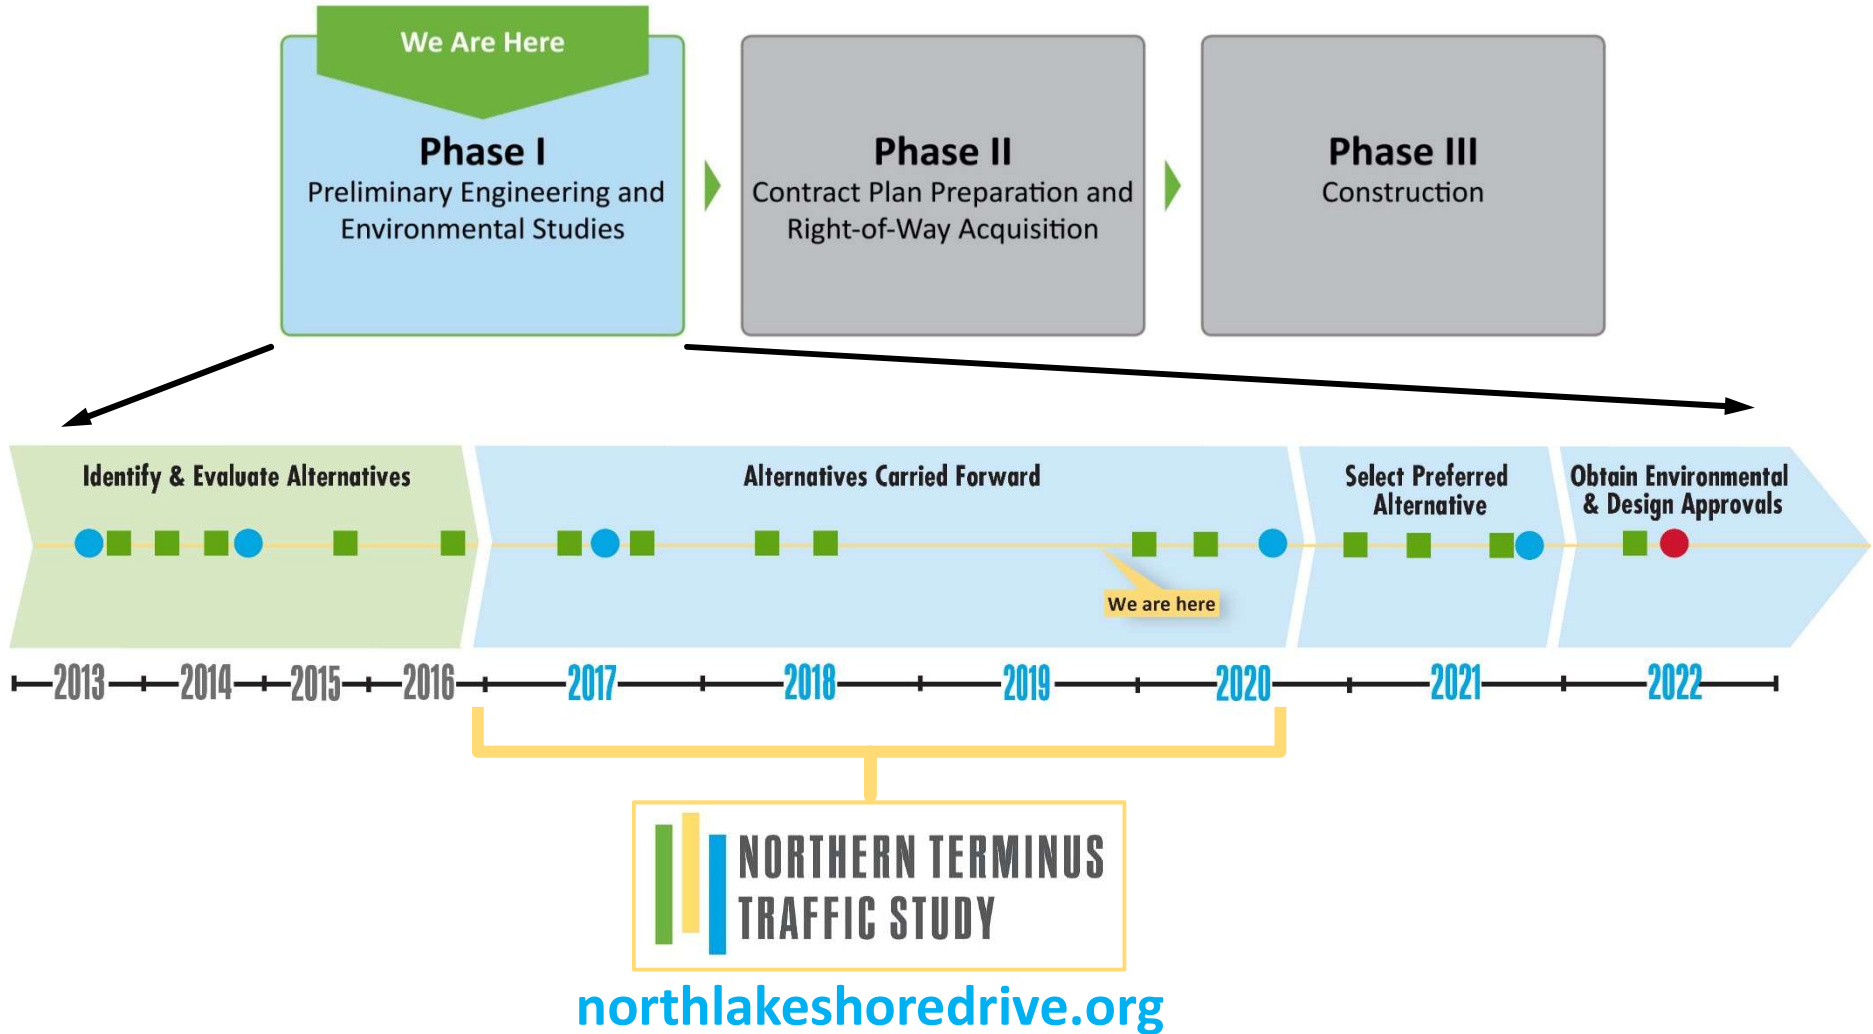 We Are Here
Phase I
Preliminary Engineering and
Environmental Studies
Phase II
Contract Plan Preparation and
Right-of-Way Acquisition
Phase III
Construction
Identify & Evaluate Alternatives
Alternatives Carried Forward
Select Preferred
Alternative
Obtain Environmental
& Design Approvals
We are here
2013
2014
2015
2016
2017
2018
2019
2020
2021
2022
NORTHERN TERMINUS
TRAFFIC STUDY
northlakeshoredrive.org